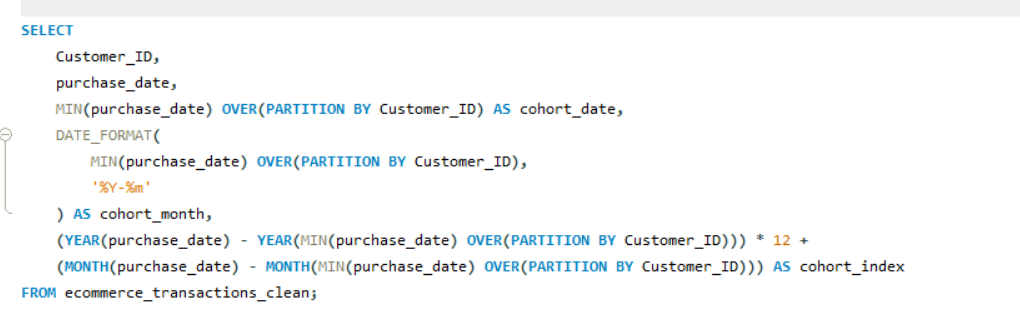 SELECT
Customer_ID,
purchase_date,
MIN(purchase_date) OVER(PARTITION BY Customer_ID) AS cohort_date,
DATE_FORMAT(
MIN(purchase_date) OVER(PARTITION BY Customer_ID),
'%Y-%m'
) AS cohort_month,
(YEAR(purchase_date) - YEAR(MIN(purchase_date) OVER(PARTITION BY Customer_ID))) * 12 +
(MONTH(purchase_date) - MONTH(MIN(purchase_date) OVER(PARTITION BY Customer_ID))) AS cohort_index
FROM ecommerce_transactions_clean;